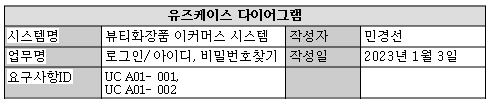 유즈케이스 다이어그램
시스템명 뷰티화장품 이커머스 시스템 작성자 민경선
업무명 로그인/아이디, 비밀번호찾기 작성일 2023년 1월 3일
요구사항ID UC A01- 001,
UC A01- 002